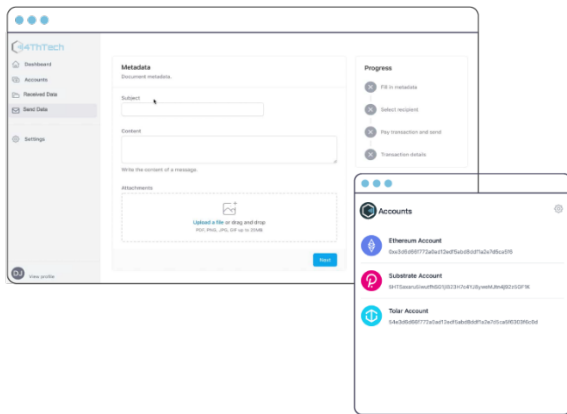 4ThTech
Dashboard
Accounts
Received Data
Send Data
Settings
DJ
View profile
Metadata
Document metadata.
Subject
Content
Write the content of a message.
Attachments
Upload a file or drag and drop
PDF, PNG, JPG, GIF up to 20MB
Next
Progress
Fill in metadata
Select recipient
Pay transaction and send
Transaction details
Accounts
Ethereum Account
Substrate Account
Tolar Account